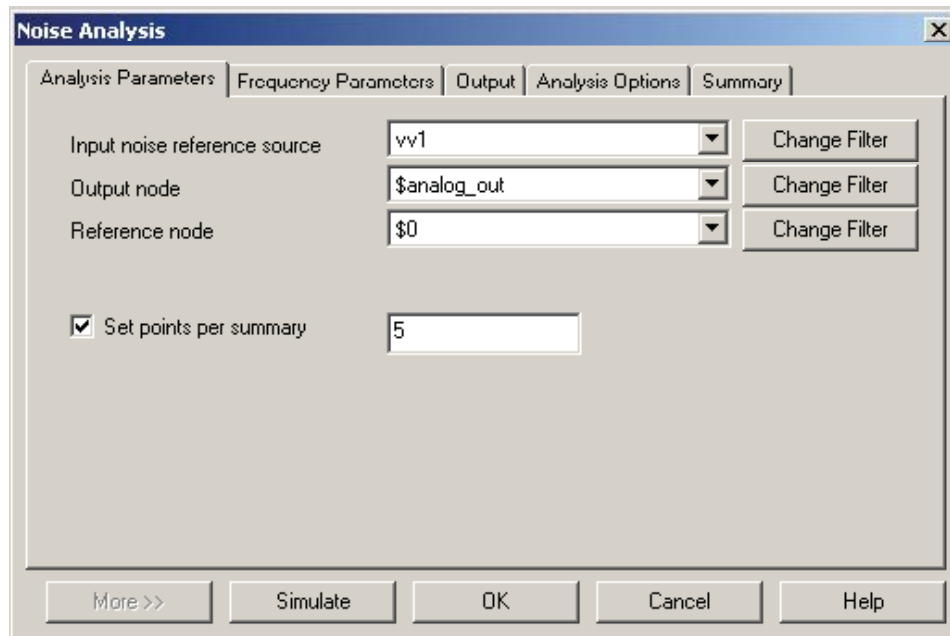 Noise Analysis
Analysis Parameters Frequency Parameters Output Analysis Options Summary
Input noise reference source vv1 Change Filter
Output node $analog_out Change Filter
Reference node $0 Change Filter
Set points per summary 5
More >> Simulate OK Cancel Help